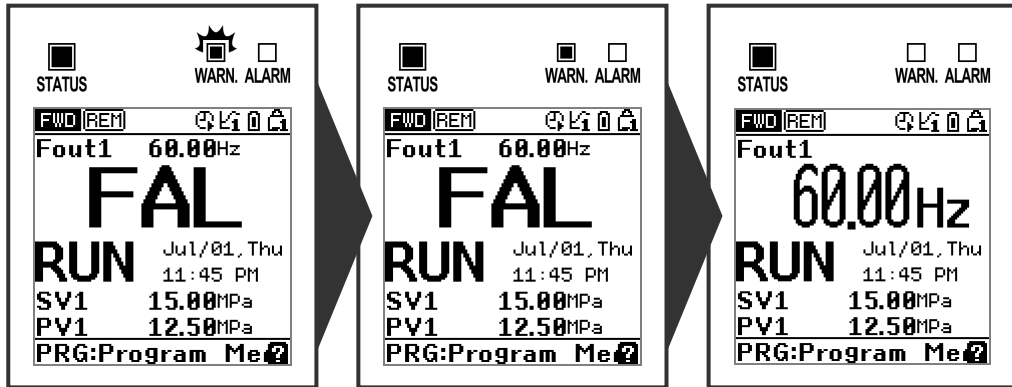 STATUS
WARN. ALARM
FWD REM
Fout1 60.00Hz
FAL
RUN
Jul/01,Thu
11:45 PM
SV1 15.00MPa
PV1 12.50MPa
PRG:Program Me?
STATUS
WARN. ALARM
FWD REM
Fout1 60.00Hz
FAL
RUN
Jul/01,Thu
11:45 PM
SV1 15.00MPa
PV1 12.50MPa
PRG:Program Me?
STATUS
WARN. ALARM
FWD REM
Fout1
60.00Hz
RUN
Jul/01,Thu
11:45 PM
SV1 15.00MPa
PV1 12.50MPa
PRG:Program Me?